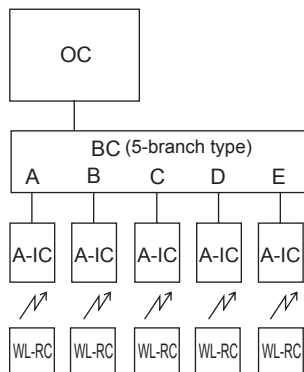 OC
BC (5-branch type)
A B C D E
A-IC A-IC A-IC A-IC A-IC
WL-RC WL-RC WL-RC WL-RC WL-RC